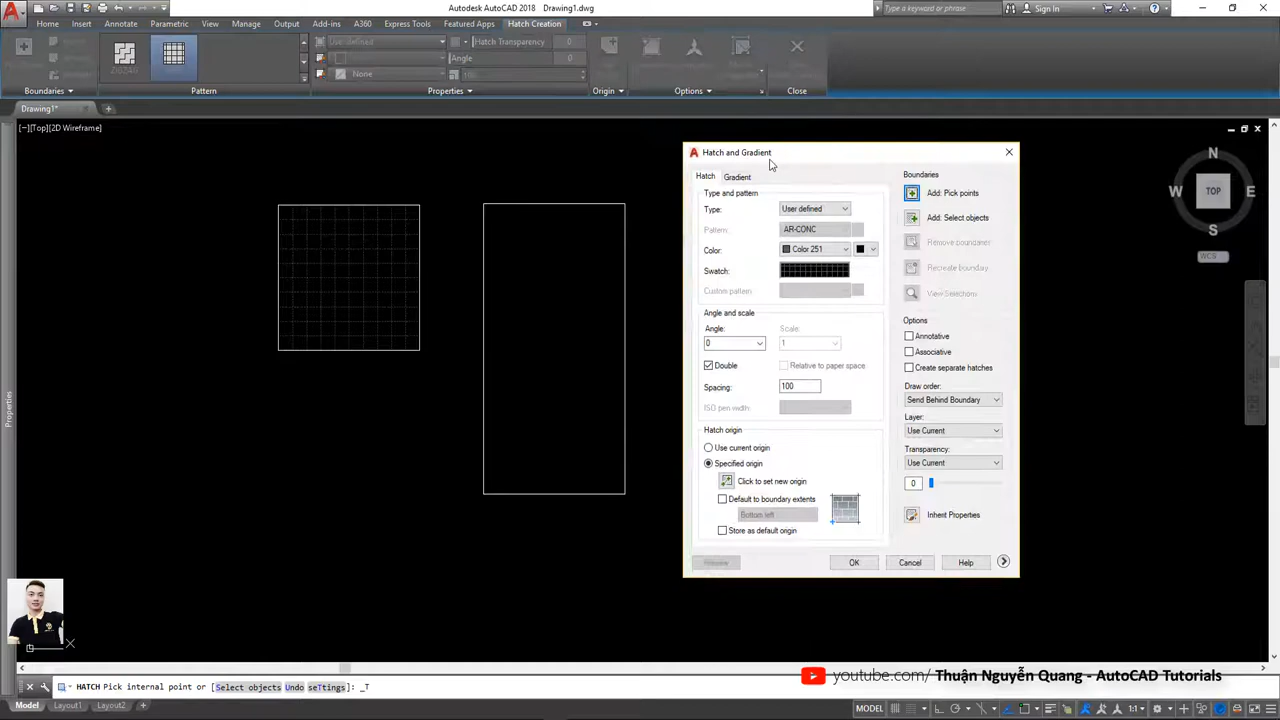 Autodesk AutoCAD 2018 Drawing1.dwg
Type a keyword or phrase
Sign In
Home Insert Annotate Parametric View Manage Output Add-ins A360 Express Tools Featured Apps Hatch Creation
Use: defined
Hatch Transparency 0
Angle 0
None
Boundaries
Pattern
Properties
Origin
Options
Close
Drawing1*
[−][Top][2D Wireframe]
N
W TOP E
S
WCS
Properties
Hatch and Gradient
Hatch Gradient
Type and pattern
Type: User defined
Pattern: AR-CONC
Color: Color 251
Swatch:
Custom pattern:
Angle and scale
Angle: Scale:
0 1
Double Relative to paper space
Spacing: 100
ISO pen width:
Hatch origin
Use current origin
Specified origin
Click to set new origin
Default to boundary extents
Bottom left
Store as default origin
Boundaries
Add: Pick points
Add: Select objects
Remove boundaries
Recreate boundary
View Selections
Options
Annotative
Associative
Create separate hatches
Draw order:
Send Behind Boundary
Layer:
Use Current
Transparency:
Use Current
0
Inherit Properties
Preview OK Cancel Help
X
youtube.com/ Thuận Nguyễn Quang - AutoCAD Tutorials
HATCH Pick internal point or [Select objects Undo seTtings]: _T
Model Layout1 Layout2
MODEL
1:1